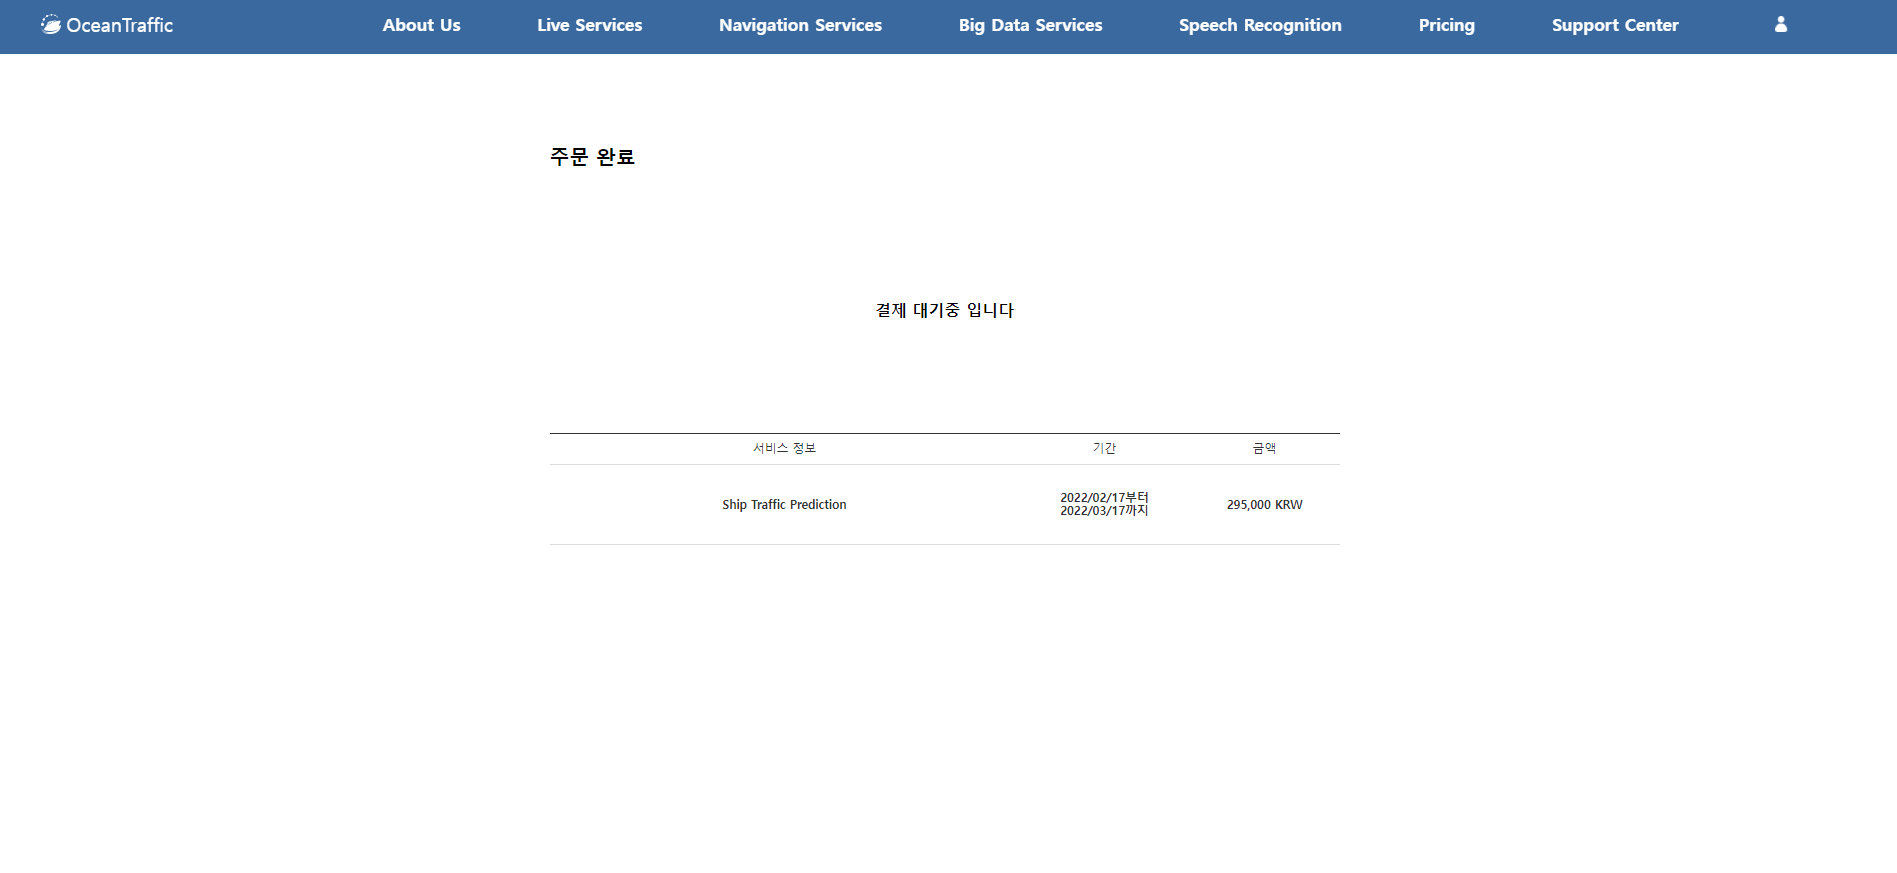 OceanTraffic
About Us
Live Services
Navigation Services
Big Data Services
Speech Recognition
Pricing
Support Center
주문 완료
결제 대기중 입니다
서비스 정보
기간
금액
Ship Traffic Prediction
2022/02/17부터
2022/03/17까지
295,000 KRW